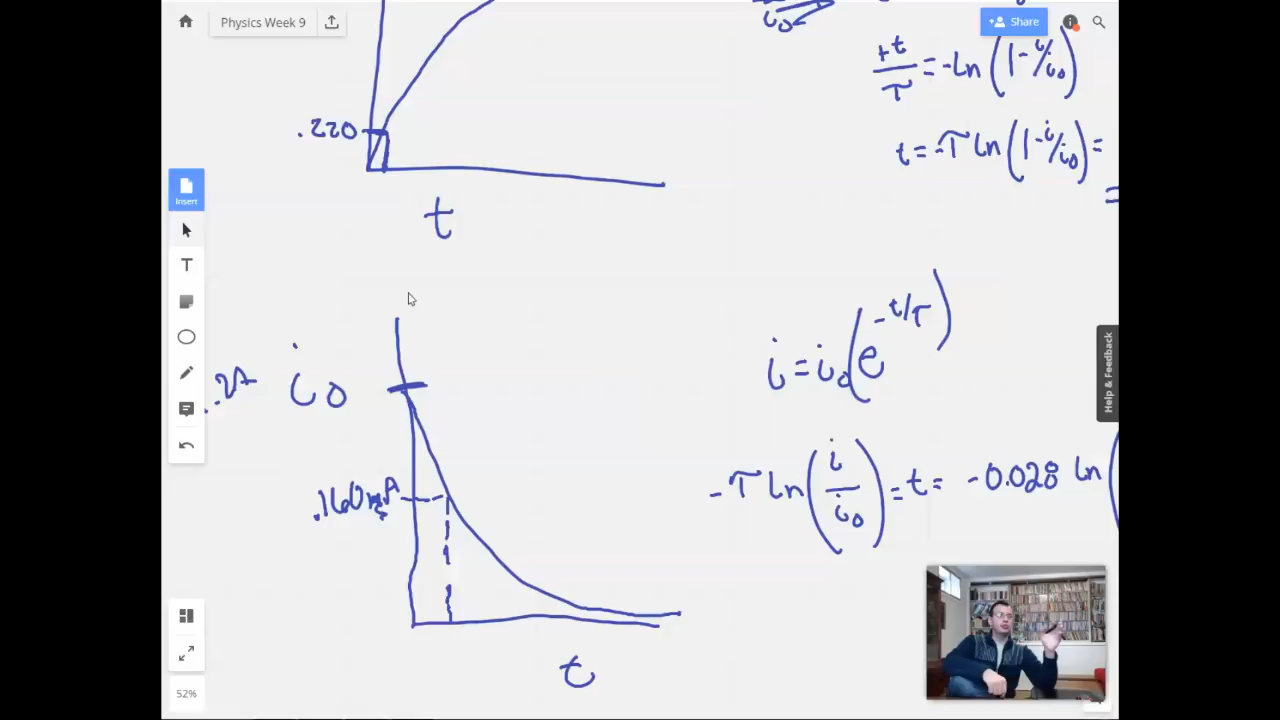 Physics Week 9
Share
i₀
+t/τ = -ln(1-i/i₀)
.220
t = -τ ln(1-i/i₀) =
=
Insert
t
T
i = i₀(e^-t/τ)
i₀
.160mA
-τ ln(i/i₀) = t = -0.028 ln(
Help & Feedback
t
52%